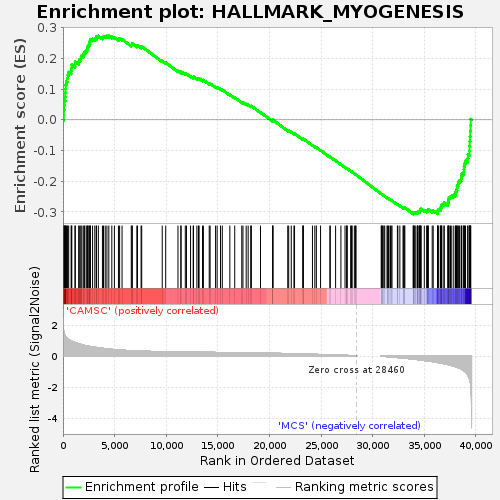 Enrichment plot: HALLMARK_MYOGENESIS
Enrichment score (ES)
0.3
0.2
0.1
0.0
-0.1
-0.2
-0.3
Ranked list metric (Signal2Noise)
'CAMSC' (positively correlated)
2
0
-2
-4
Zero cross at 28460
'MCS' (negatively correlated)
0
5,000
10,000
15,000
20,000
25,000
30,000
35,000
40,000
Rank in Ordered Dataset
Enrichment profile
Hits
Ranking metric scores